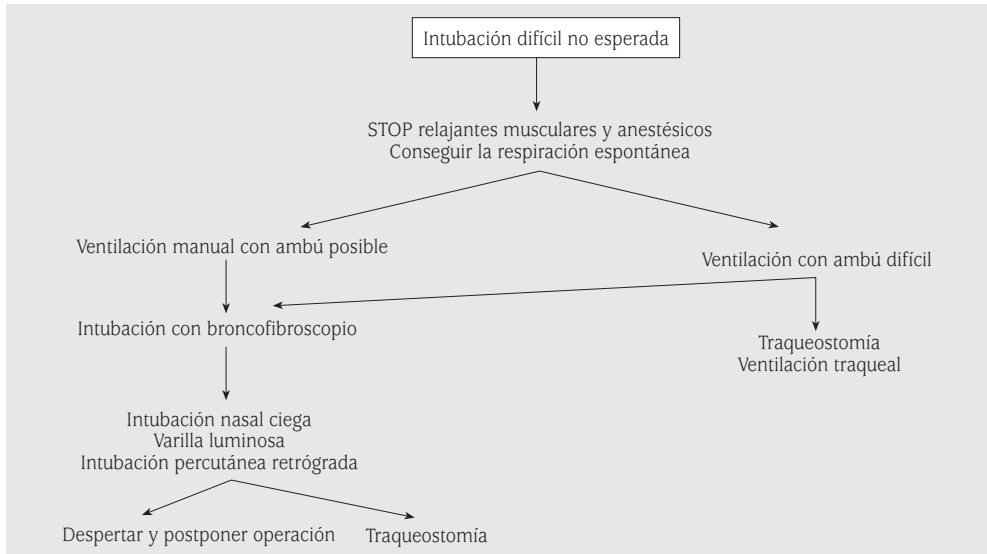 Intubación difícil no esperada
STOP relajantes musculares y anestésicos
Conseguir la respiración espontánea
Ventilación manual con ambú posible
Ventilación con ambú difícil
Intubación con broncofibroscopio
Traqueostomía
Ventilación traqueal
Intubación nasal ciega
Varilla luminosa
Intubación percutánea retrógrada
Despertar y postponer operación
Traqueostomía